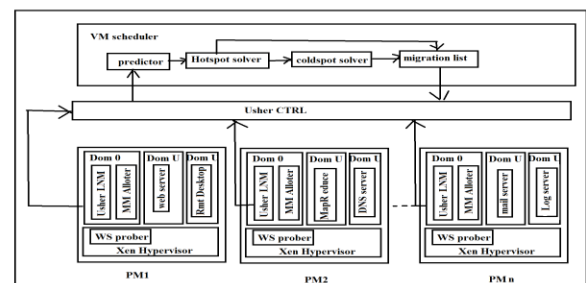 VM scheduler
predictor
Hotspot solver
coldspot solver
migration list
Usher CTRL
Dom 0
Dom U
Dom U
Usher LNM
MM Alloter
web server
Rmt Desktop
WS prober
Xen Hypervisor
PM1
Dom 0
Dom U
Dom U
Usher LNM
MM Alloter
MapR educe
DNS server
WS prober
Xen Hypervisor
PM2
Dom 0
Dom U
Dom U
Usher LNM
MM Alloter
mail server
Log server
WS prober
Xen Hypervisor
PM n